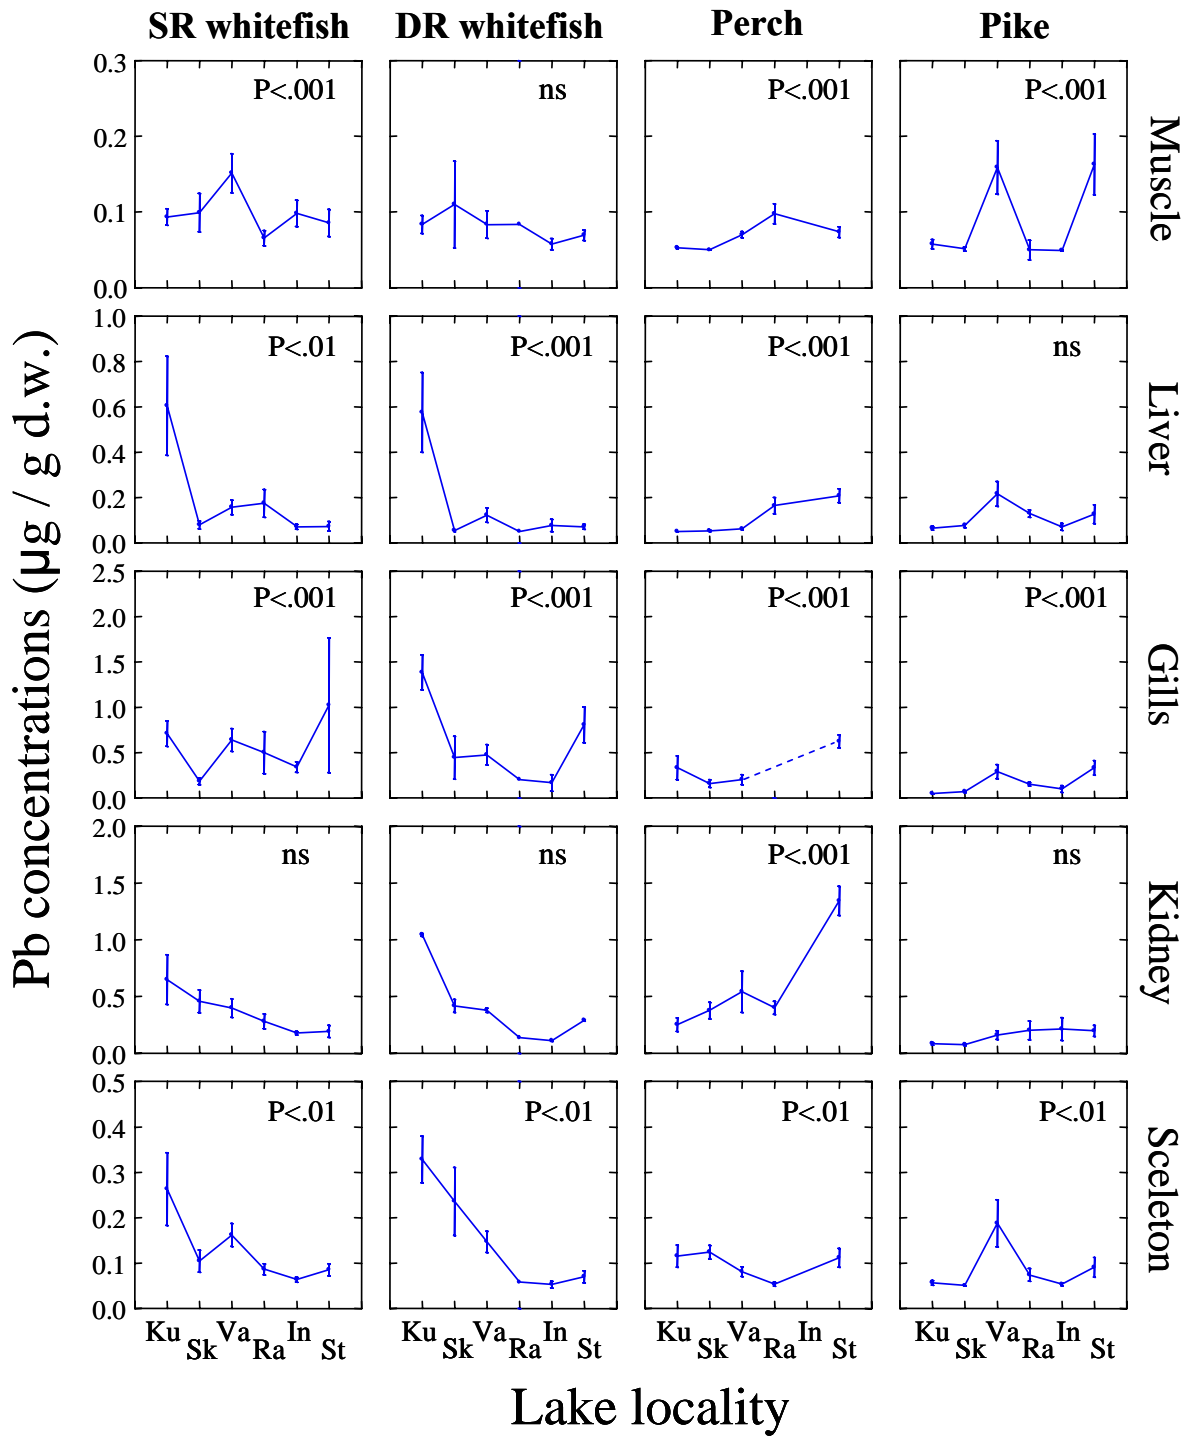 SR whitefish DR whitefish Perch Pike
0.3 P<.001 ns P<.001 P<.001 Muscle
0.2
0.1
0.0
1.0 P<.01 P<.001 P<.001 ns Liver
0.8
0.6
0.4
0.2
0.0
2.5 P<.001 P<.001 P<.001 P<.001 Gills
2.0
1.5
1.0
0.5
0.0
2.0 ns ns P<.001 ns Kidney
1.5
1.0
0.5
0.0
0.5 P<.01 P<.01 P<.01 P<.01 Sceleton
0.4
0.3
0.2
0.1
0.0
Pb concentrations (µg / g d.w.)
Ku Sk Va Ra In St Ku Sk Va Ra In St Ku Sk Va Ra In St Ku Sk Va Ra In St
Lake locality